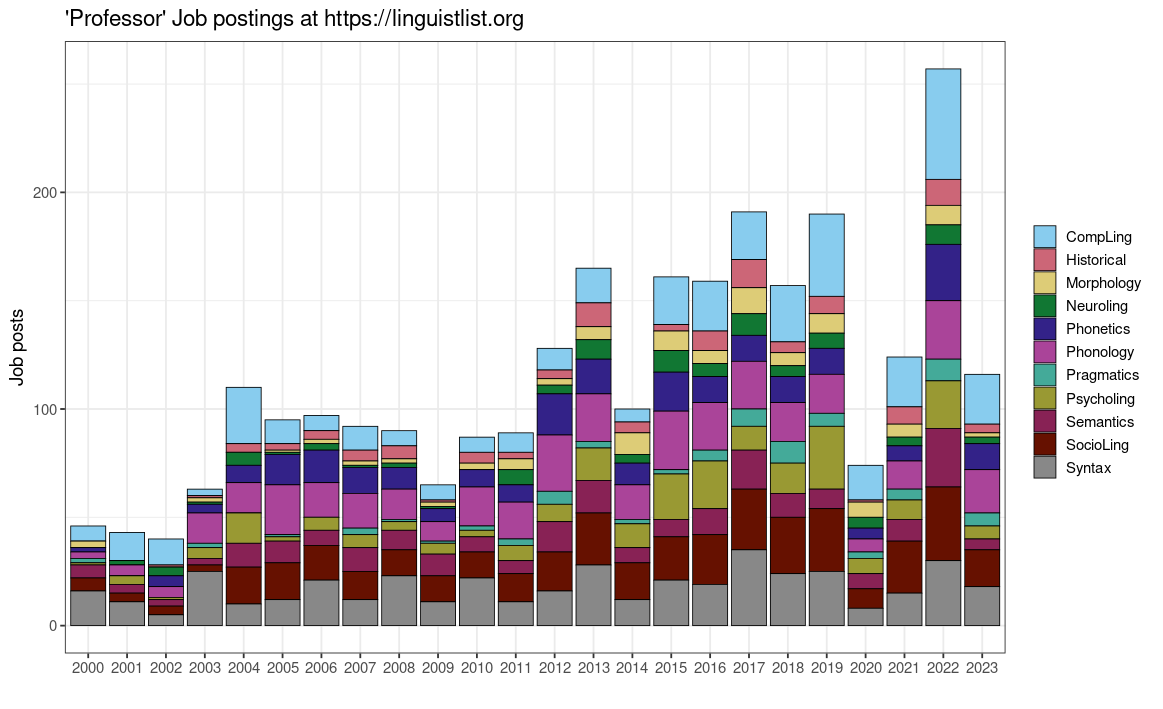 'Professor' Job postings at https://linguistlist.org
Job posts
200
100
0
2000 2001 2002 2003 2004 2005 2006 2007 2008 2009 2010 2011 2012 2013 2014 2015 2016 2017 2018 2019 2020 2021 2022 2023
CompLing
Historical
Morphology
Neuroling
Phonetics
Phonology
Pragmatics
Psycholing
Semantics
SocioLing
Syntax